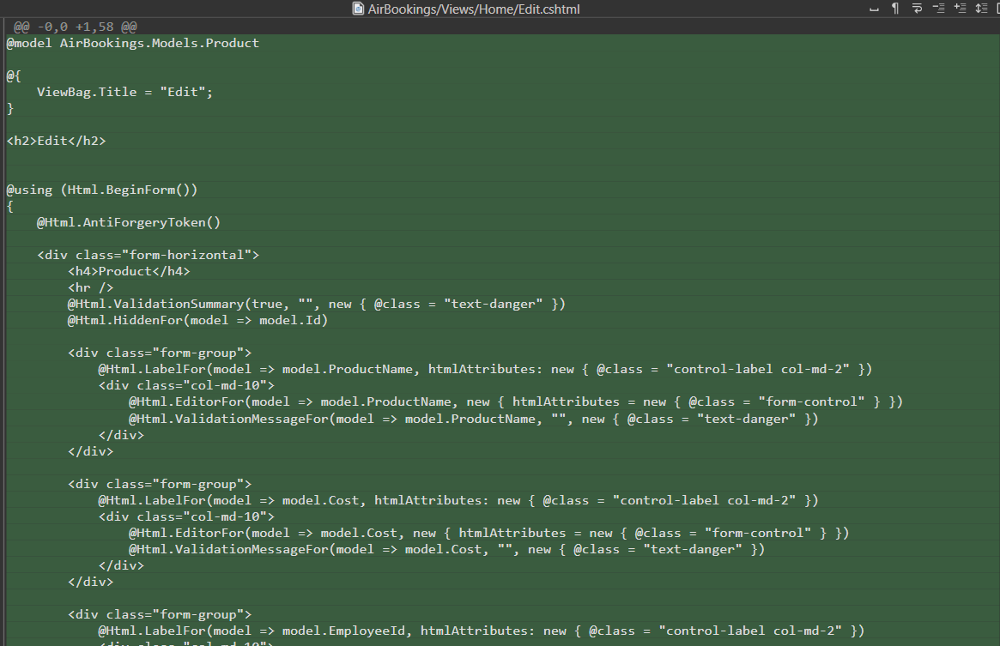 AirBookings/Views/Home/Edit.cshtml
@@ -0,0 +1,58 @@
@model AirBookings.Models.Product
@{
    ViewBag.Title = "Edit";
}
<h2>Edit</h2>
@using (Html.BeginForm())
{
    @Html.AntiForgeryToken()
    <div class="form-horizontal">
        <h4>Product</h4>
        <hr />
        @Html.ValidationSummary(true, "", new { @class = "text-danger" })
        @Html.HiddenFor(model => model.Id)
        <div class="form-group">
            @Html.LabelFor(model => model.ProductName, htmlAttributes: new { @class = "control-label col-md-2" })
            <div class="col-md-10">
                @Html.EditorFor(model => model.ProductName, new { htmlAttributes = new { @class = "form-control" } })
                @Html.ValidationMessageFor(model => model.ProductName, "", new { @class = "text-danger" })
            </div>
        </div>
        <div class="form-group">
            @Html.LabelFor(model => model.Cost, htmlAttributes: new { @class = "control-label col-md-2" })
            <div class="col-md-10">
                @Html.EditorFor(model => model.Cost, new { htmlAttributes = new { @class = "form-control" } })
                @Html.ValidationMessageFor(model => model.Cost, "", new { @class = "text-danger" })
            </div>
        </div>
        <div class="form-group">
            @Html.LabelFor(model => model.EmployeeId, htmlAttributes: new { @class = "control-label col-md-2" })
            <div class="col-md-10">